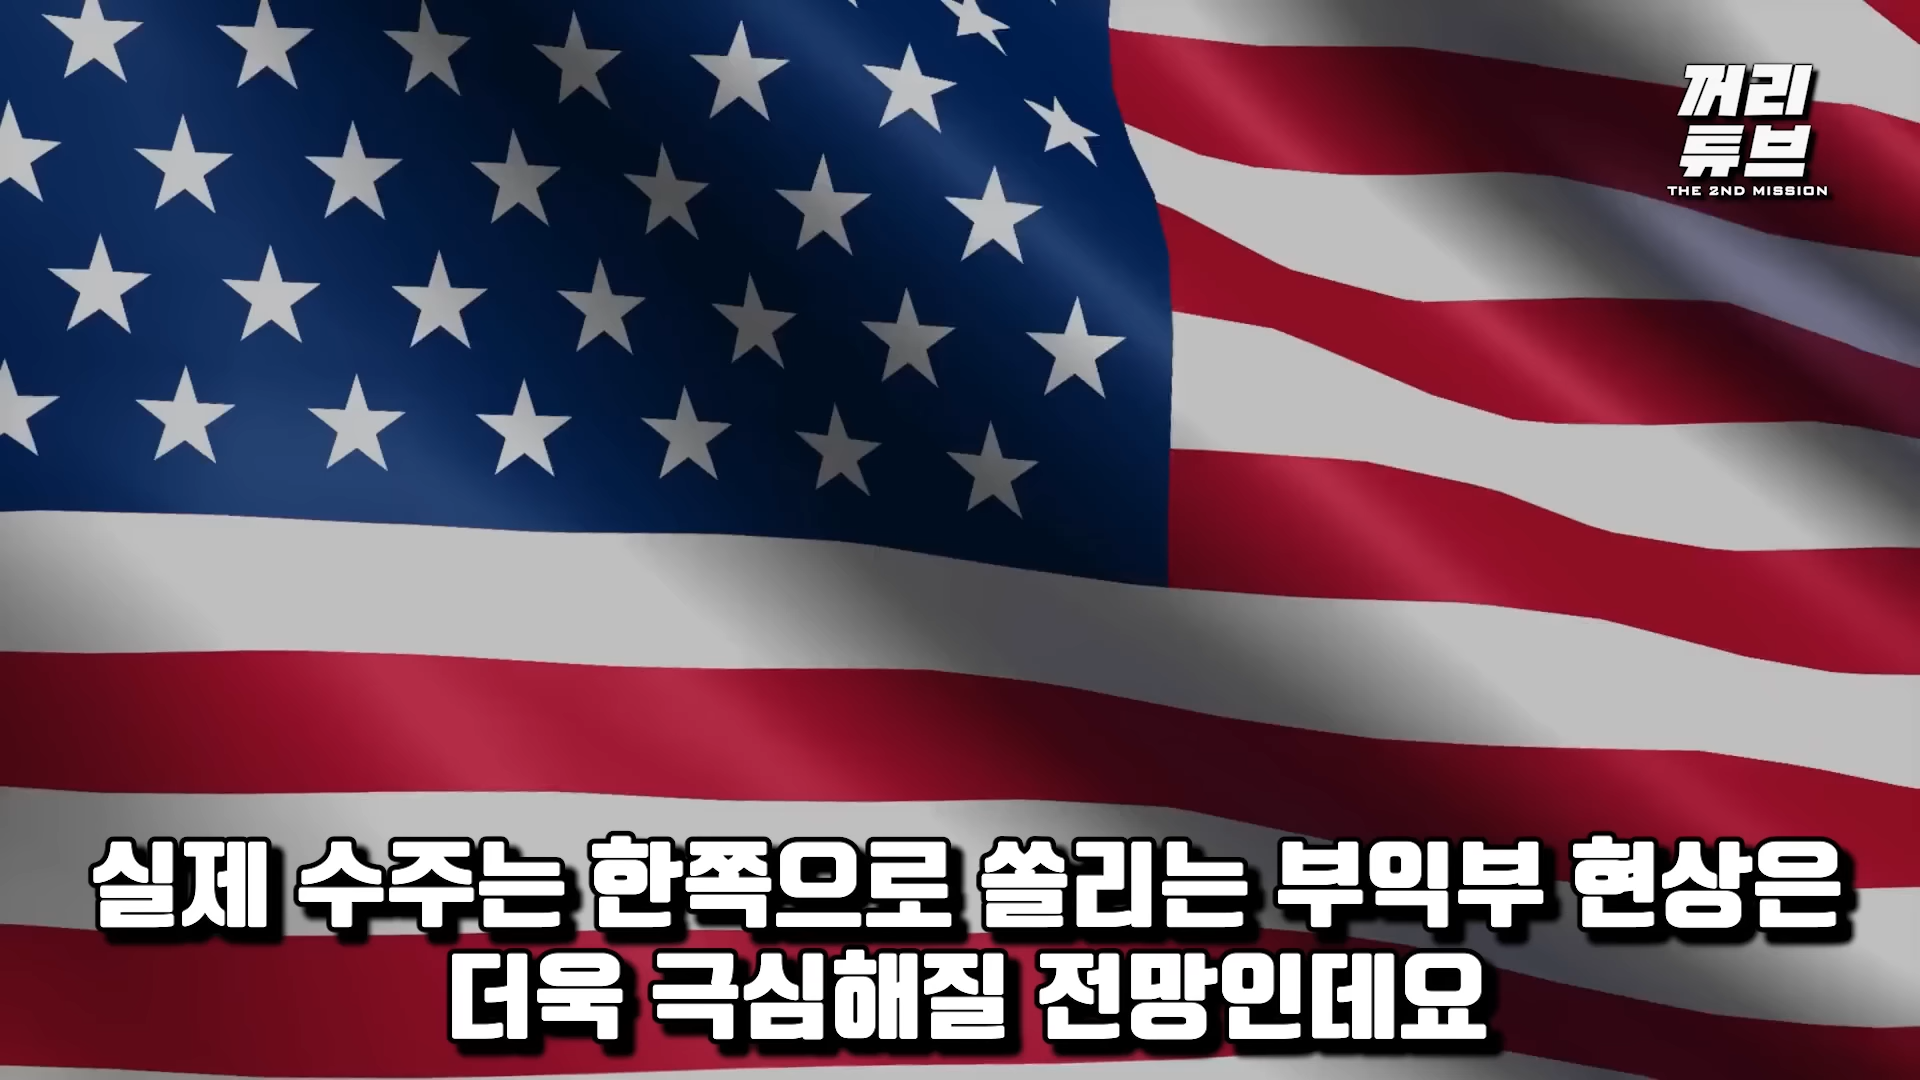 꺼리
튜브
THE 2ND MISSION
실제 수주는 한쪽으로 쏠리는 부익부 현상은
더욱 극심해질 전망인데요